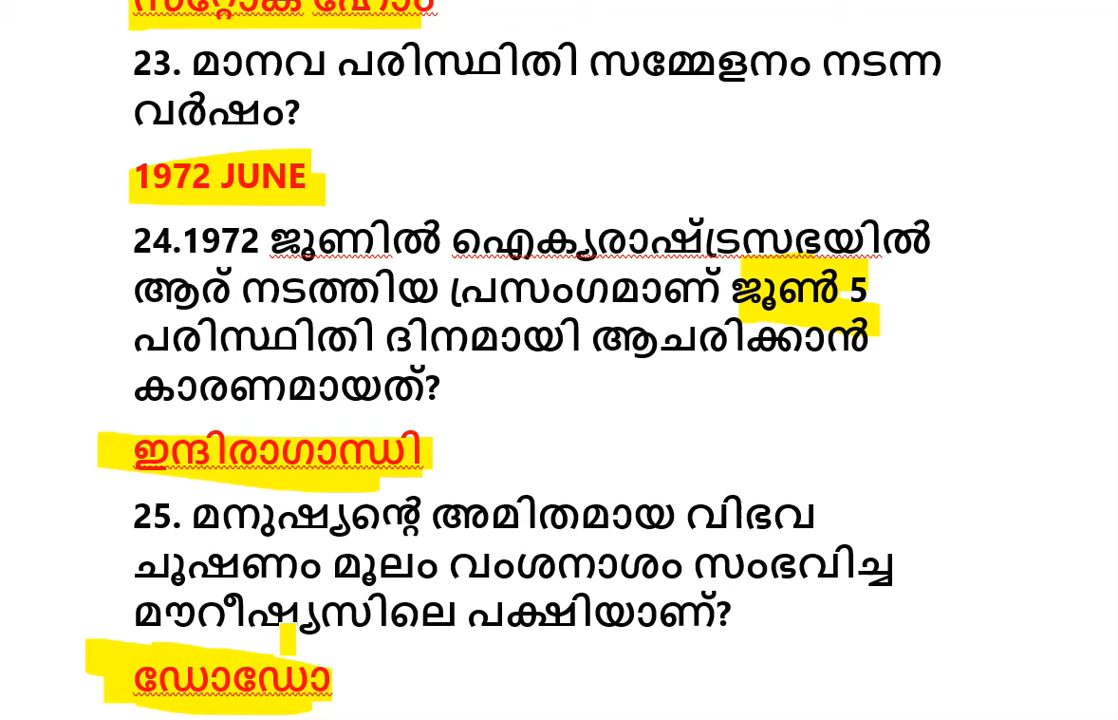 സ്റ്റോക് ഹോം
23. മാനവ പരിസ്ഥിതി സമ്മേളനം നടന്ന
വർഷം?
1972 JUNE
24.1972 ജൂണിൽ ഐക്യരാഷ്ട്രസഭയിൽ
ആര് നടത്തിയ പ്രസംഗമാണ് ജൂൺ 5
പരിസ്ഥിതി ദിനമായി ആചരിക്കാൻ
കാരണമായത്?
ഇന്ദിരാഗാന്ധി
25. മനുഷ്യന്റെ അമിതമായ വിഭവ
ചൂഷണം മൂലം വംശനാശം സംഭവിച്ച
മൗറീഷ്യസിലെ പക്ഷിയാണ്?
ഡോഡോ